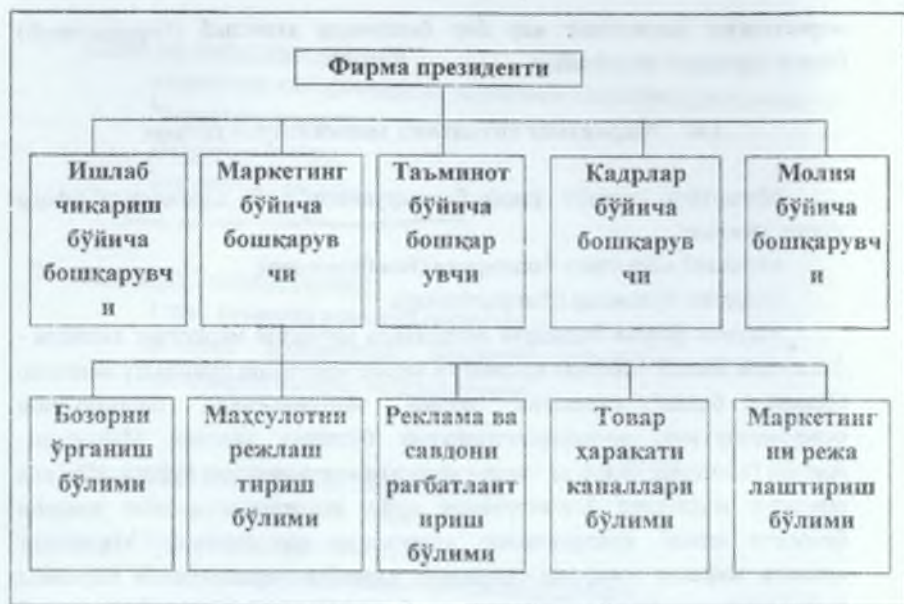 Фирма президенти
Ишлаб
чиқариш
бўйича
бошқарувч
и
Маркетинг
бўйича
бошқарув
чи
Таъминот
бўйича
бошқар
увчи
Кадрлар
бўйича
бошқарув
чи
Молия
бўйича
бошқарувч
и
Бозорни
ўрганиш
бўлими
Маҳсулотни
режлаш
тириш
бўлими
Реклама ва
савдони
рағбатлант
ириш
бўлими
Товар
ҳаракати
каналлари
бўлими
Маркетинг
ни режа
лаштириш
бўлими